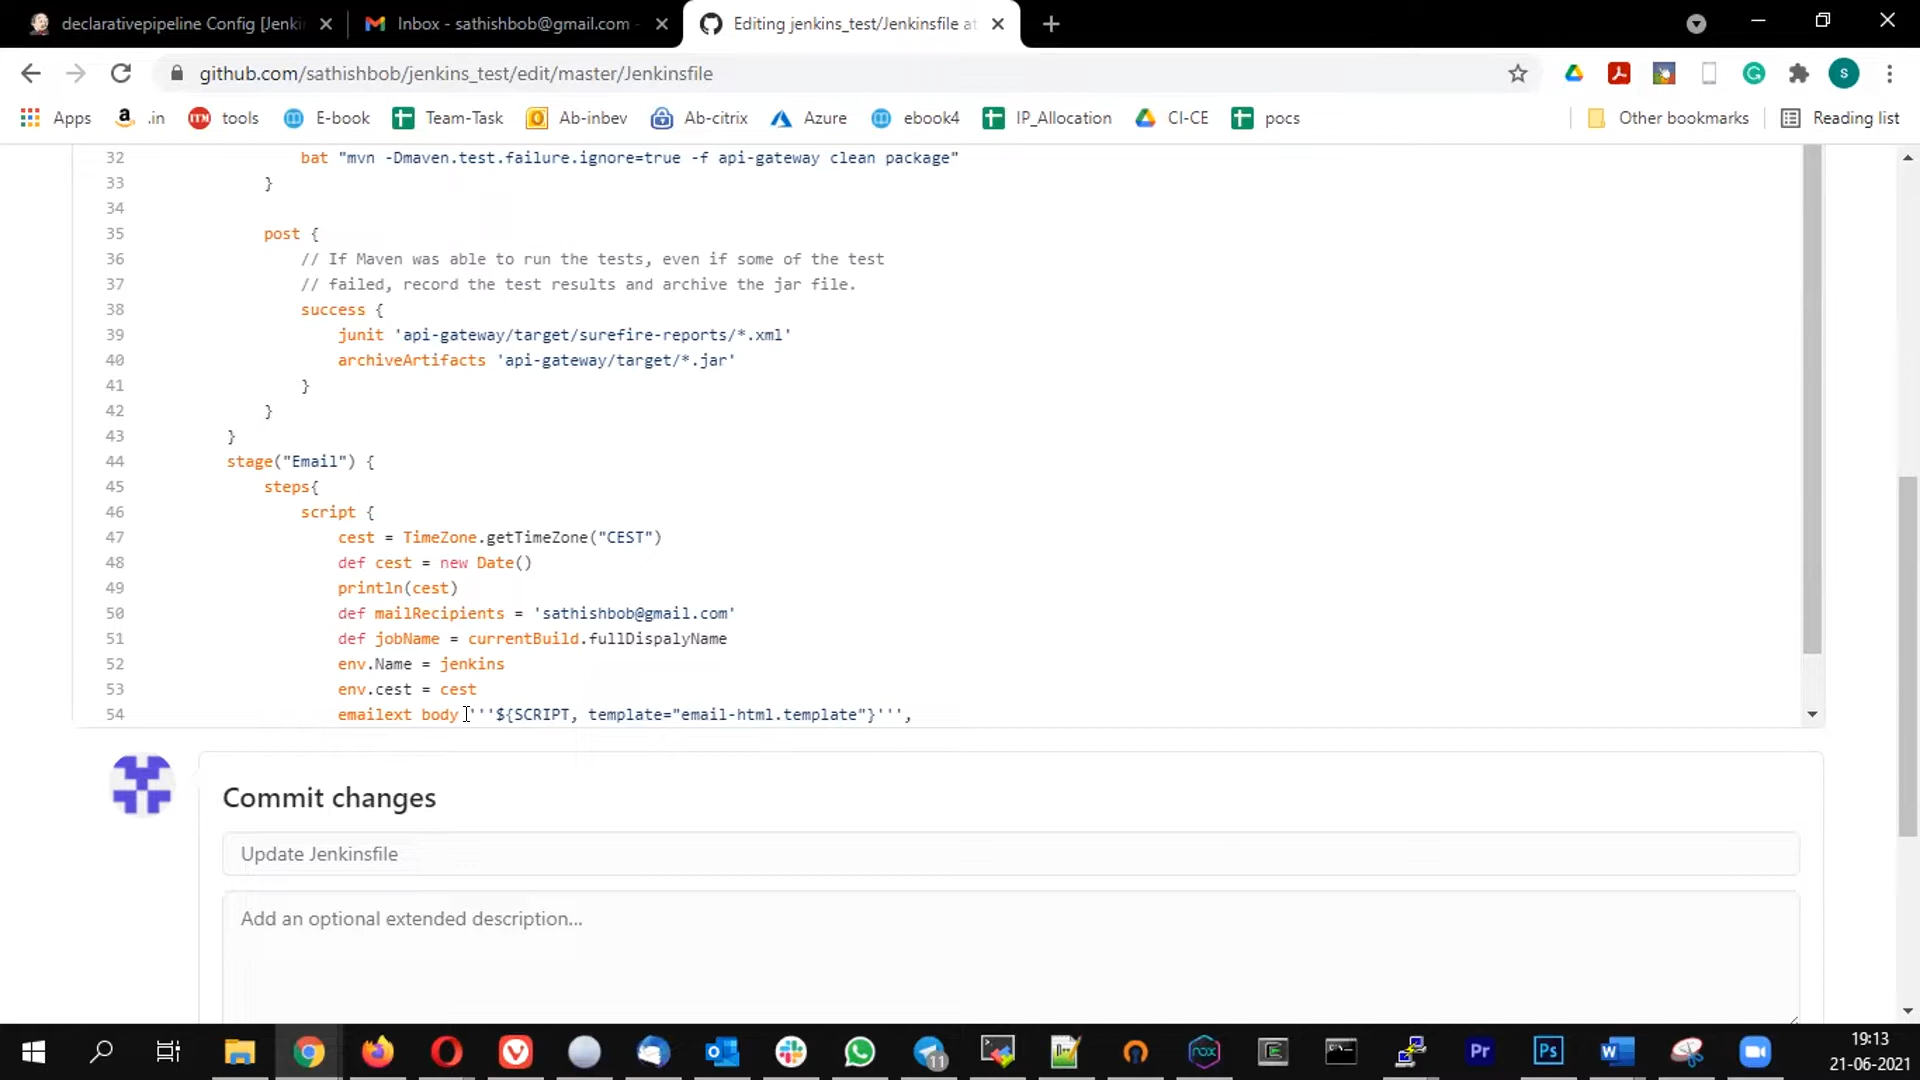 declarativepipeline Config [Jenki
Inbox - sathishbob@gmail.com -
Editing jenkins_test/Jenkinsfile at
github.com/sathishbob/jenkins_test/edit/master/Jenkinsfile
S
Apps
.in
tools
E-book
Team-Task
Ab-inbev
Ab-citrix
Azure
ebook4
IP_Allocation
CI-CE
pocs
Other bookmarks
Reading list
32 bat "mvn -Dmaven.test.failure.ignore=true -f api-gateway clean package"
33 }
34
35 post {
36 // If Maven was able to run the tests, even if some of the test
37 // failed, record the test results and archive the jar file.
38 success {
39 junit 'api-gateway/target/surefire-reports/*.xml'
40 archiveArtifacts 'api-gateway/target/*.jar'
41 }
42 }
43 }
44 stage("Email") {
45 steps{
46 script {
47 cest = TimeZone.getTimeZone("CEST")
48 def cest = new Date()
49 println(cest)
50 def mailRecipients = 'sathishbob@gmail.com'
51 def jobName = currentBuild.fullDispalyName
52 env.Name = jenkins
53 env.cest = cest
54 emailext body '''${SCRIPT, template="email-html.template"}''',
Commit changes
Update Jenkinsfile
Add an optional extended description...
11
nox
Pr
Ps
W
19:13
21-06-2021